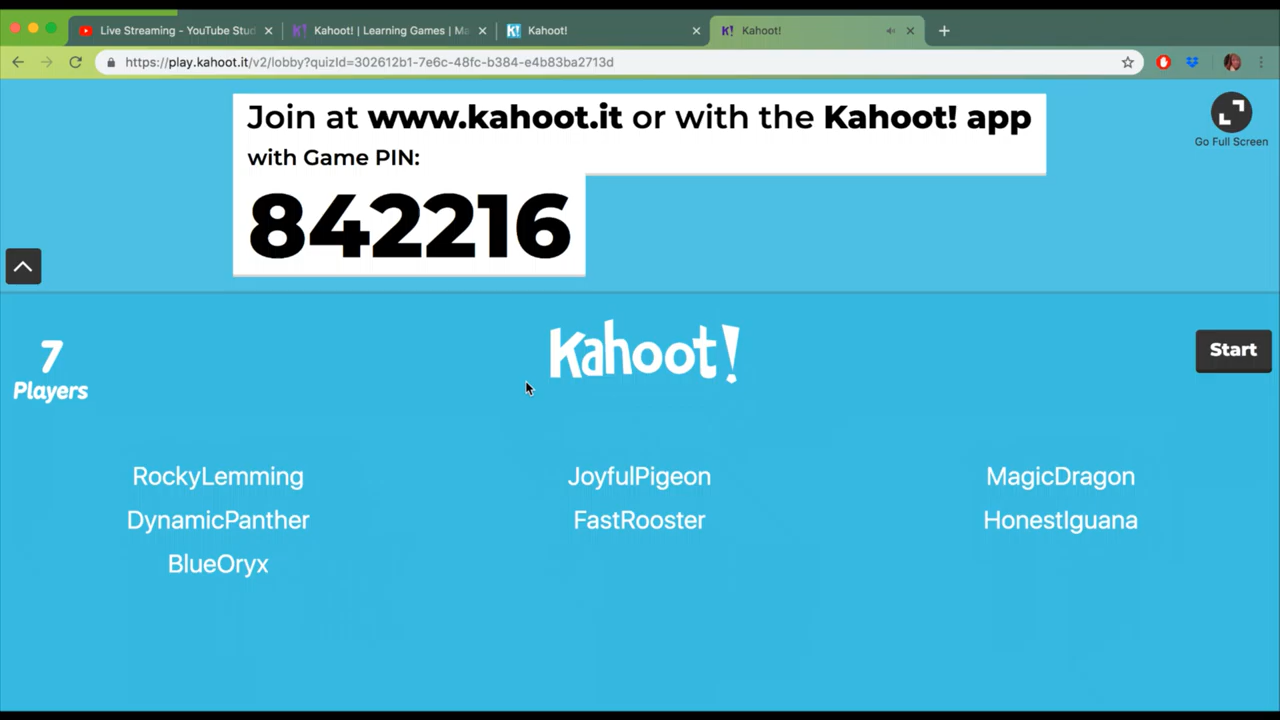 Live Streaming - YouTube Stud
Kahoot! | Learning Games | Ma
Kahoot!
Kahoot!
https://play.kahoot.it/v2/lobby?quizId=302612b1-7e6c-48fc-b384-e4b83ba2713d
Join at www.kahoot.it or with the Kahoot! app
with Game PIN:
842216
Go Full Screen
7
Players
Kahoot!
Start
RockyLemming JoyfulPigeon MagicDragon
DynamicPanther FastRooster HonestIguana
BlueOryx